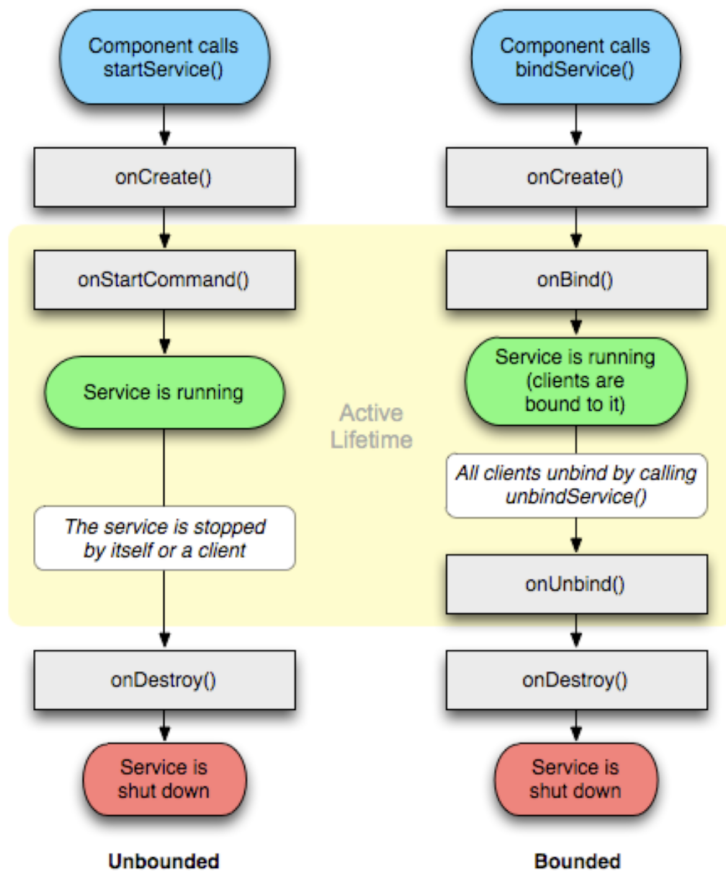 Component calls
startService()
onCreate()
onStartCommand()
Service is running
The service is stopped
by itself or a client
onDestroy()
Service is
shut down
Unbounded
Active
Lifetime
Component calls
bindService()
onCreate()
onBind()
Service is running
(clients are
bound to it)
All clients unbind by calling
unbindService()
onUnbind()
onDestroy()
Service is
shut down
Bounded